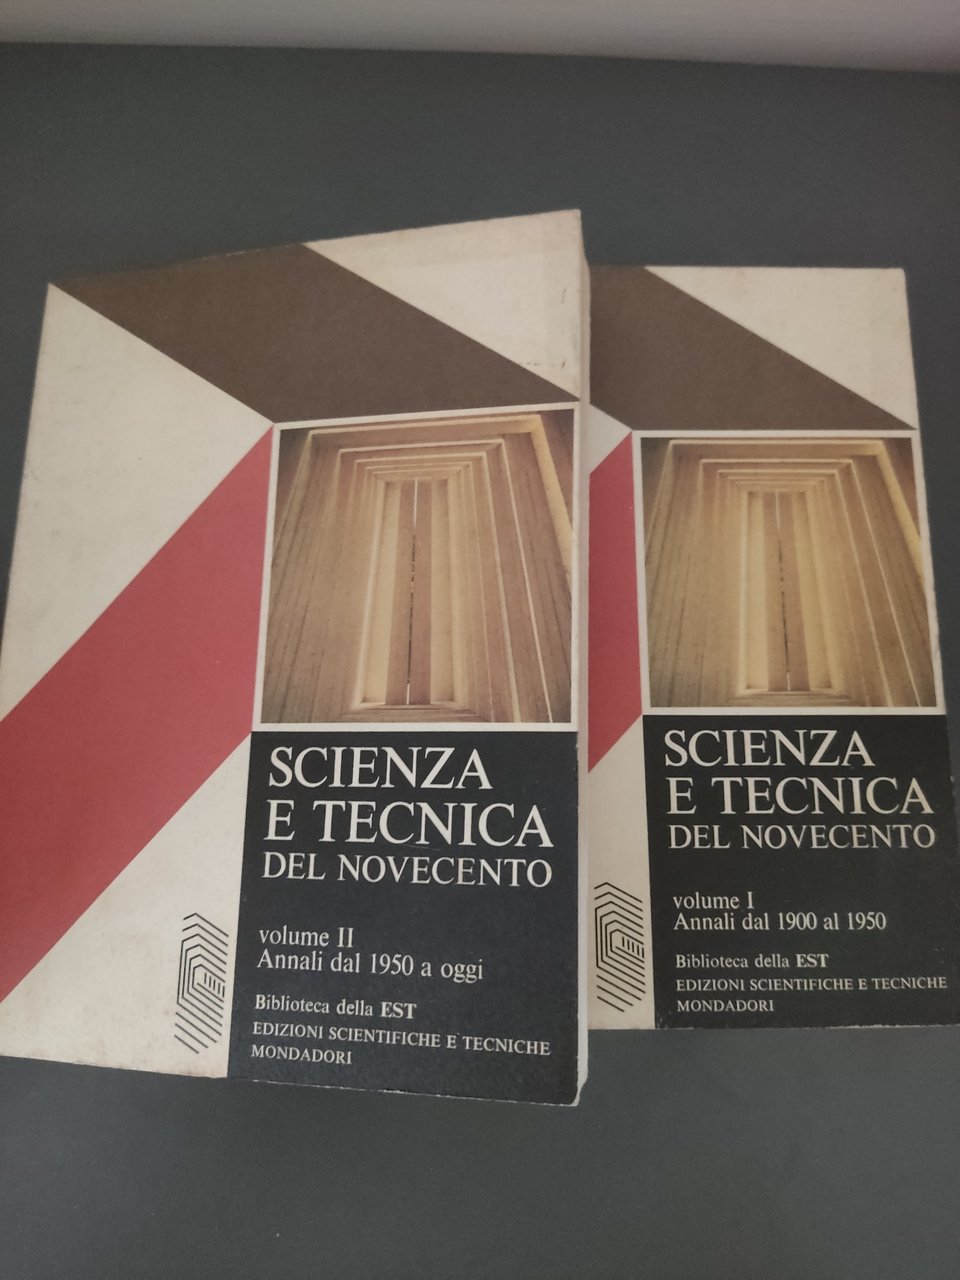 SCIENZA
E TECNICA
DEL NOVECENTO
volume II
Annali dal 1950 a oggi
Biblioteca della EST
EDIZIONI SCIENTIFICHE E TECNICHE
MONDADORI
SCIENZA
E TECNICA
DEL NOVECENTO
volume I
Annali dal 1900 al 1950
Biblioteca della EST
EDIZIONI SCIENTIFICHE E TECNICHE
MONDADORI